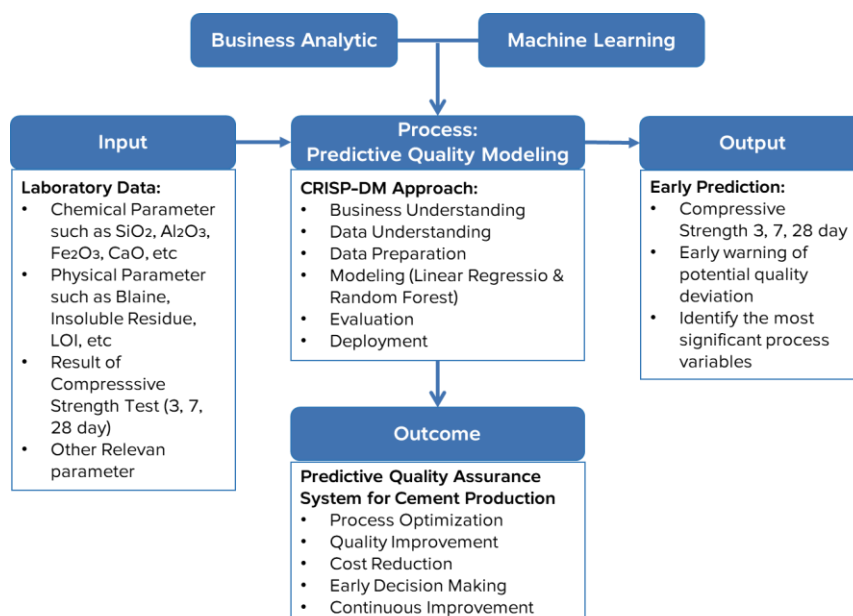 Business Analytic
Machine Learning
Input
Laboratory Data:
• Chemical Parameter
such as SiO₂, Al₂O₃,
Fe₂O₃, CaO, etc
• Physical Parameter
such as Blaine,
Insoluble Residue,
LOI, etc
• Result of
Compresssive
Strength Test (3, 7,
28 day)
• Other Relevan
parameter
Process:
Predictive Quality Modeling
CRISP-DM Approach:
• Business Understanding
• Data Understanding
• Data Preparation
• Modeling (Linear Regressio &
Random Forest)
• Evaluation
• Deployment
Output
Early Prediction:
• Compressive
Strength 3, 7, 28 day
• Early warning of
potential quality
deviation
• Identify the most
significant process
variables
Outcome
Predictive Quality Assurance
System for Cement Production
• Process Optimization
• Quality Improvement
• Cost Reduction
• Early Decision Making
• Continuous Improvement